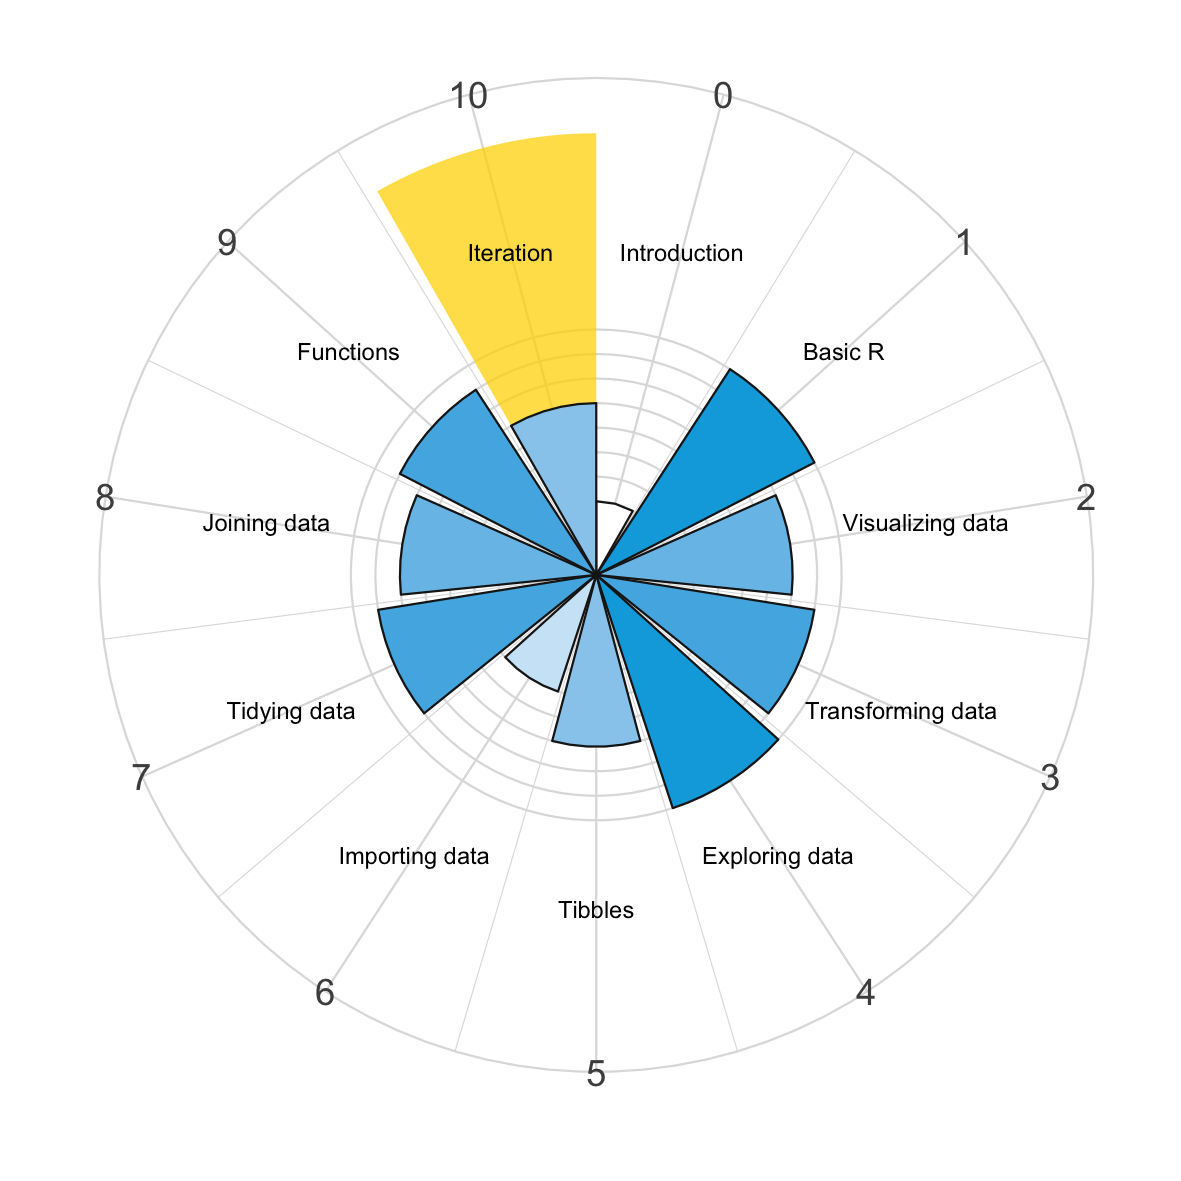 10
0
9
Iteration
Introduction
1
Functions
Basic R
8
Joining data
Visualizing data
2
Tidying data
Transforming data
7
3
Importing data
Exploring data
Tibbles
6
4
5